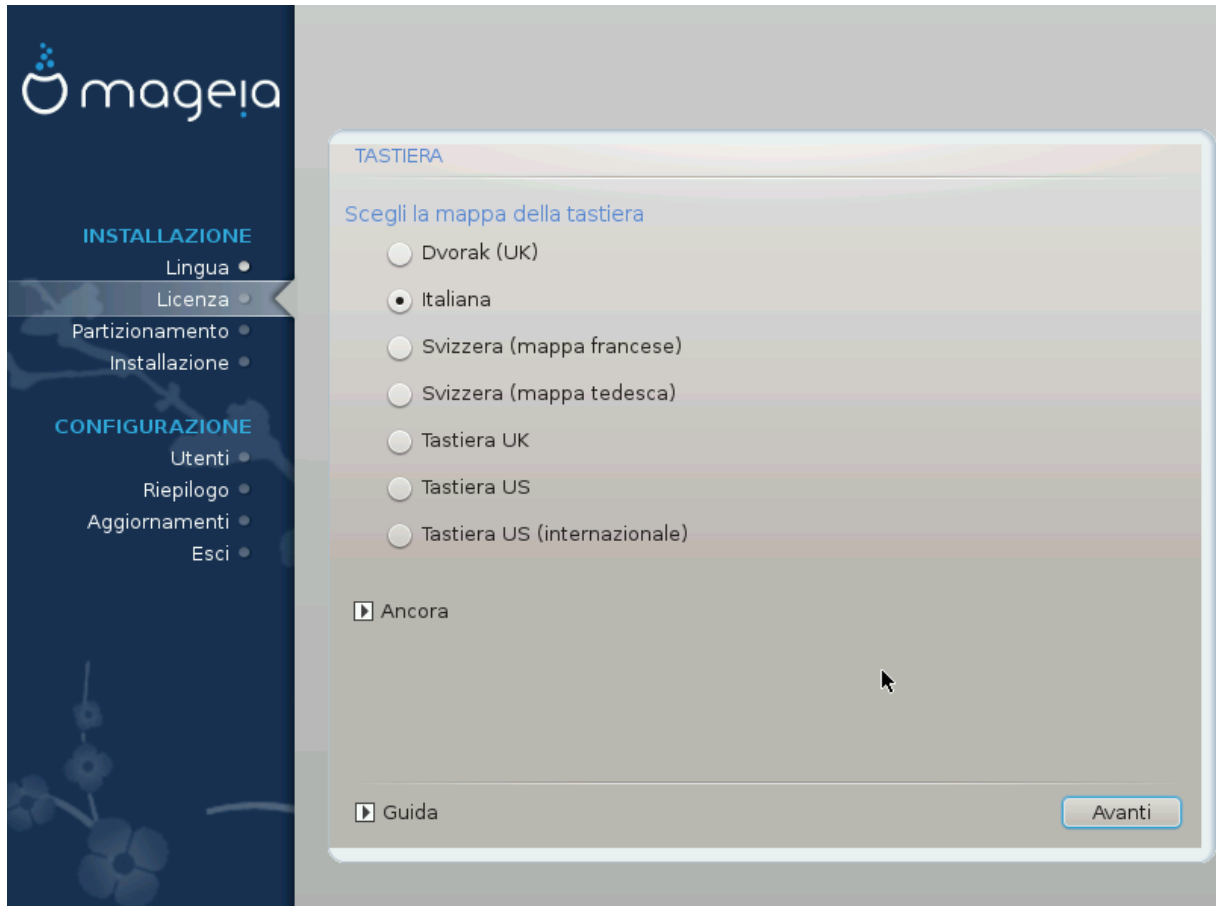 mageia
INSTALLAZIONE
Lingua
Licenza
Partizionamento
Installazione
CONFIGURAZIONE
Utenti
Riepilogo
Aggiornamenti
Esci
TASTIERA
Scegli la mappa della tastiera
Dvorak (UK)
Italiana
Svizzera (mappa francese)
Svizzera (mappa tedesca)
Tastiera UK
Tastiera US
Tastiera US (internazionale)
Ancora
Guida
Avanti